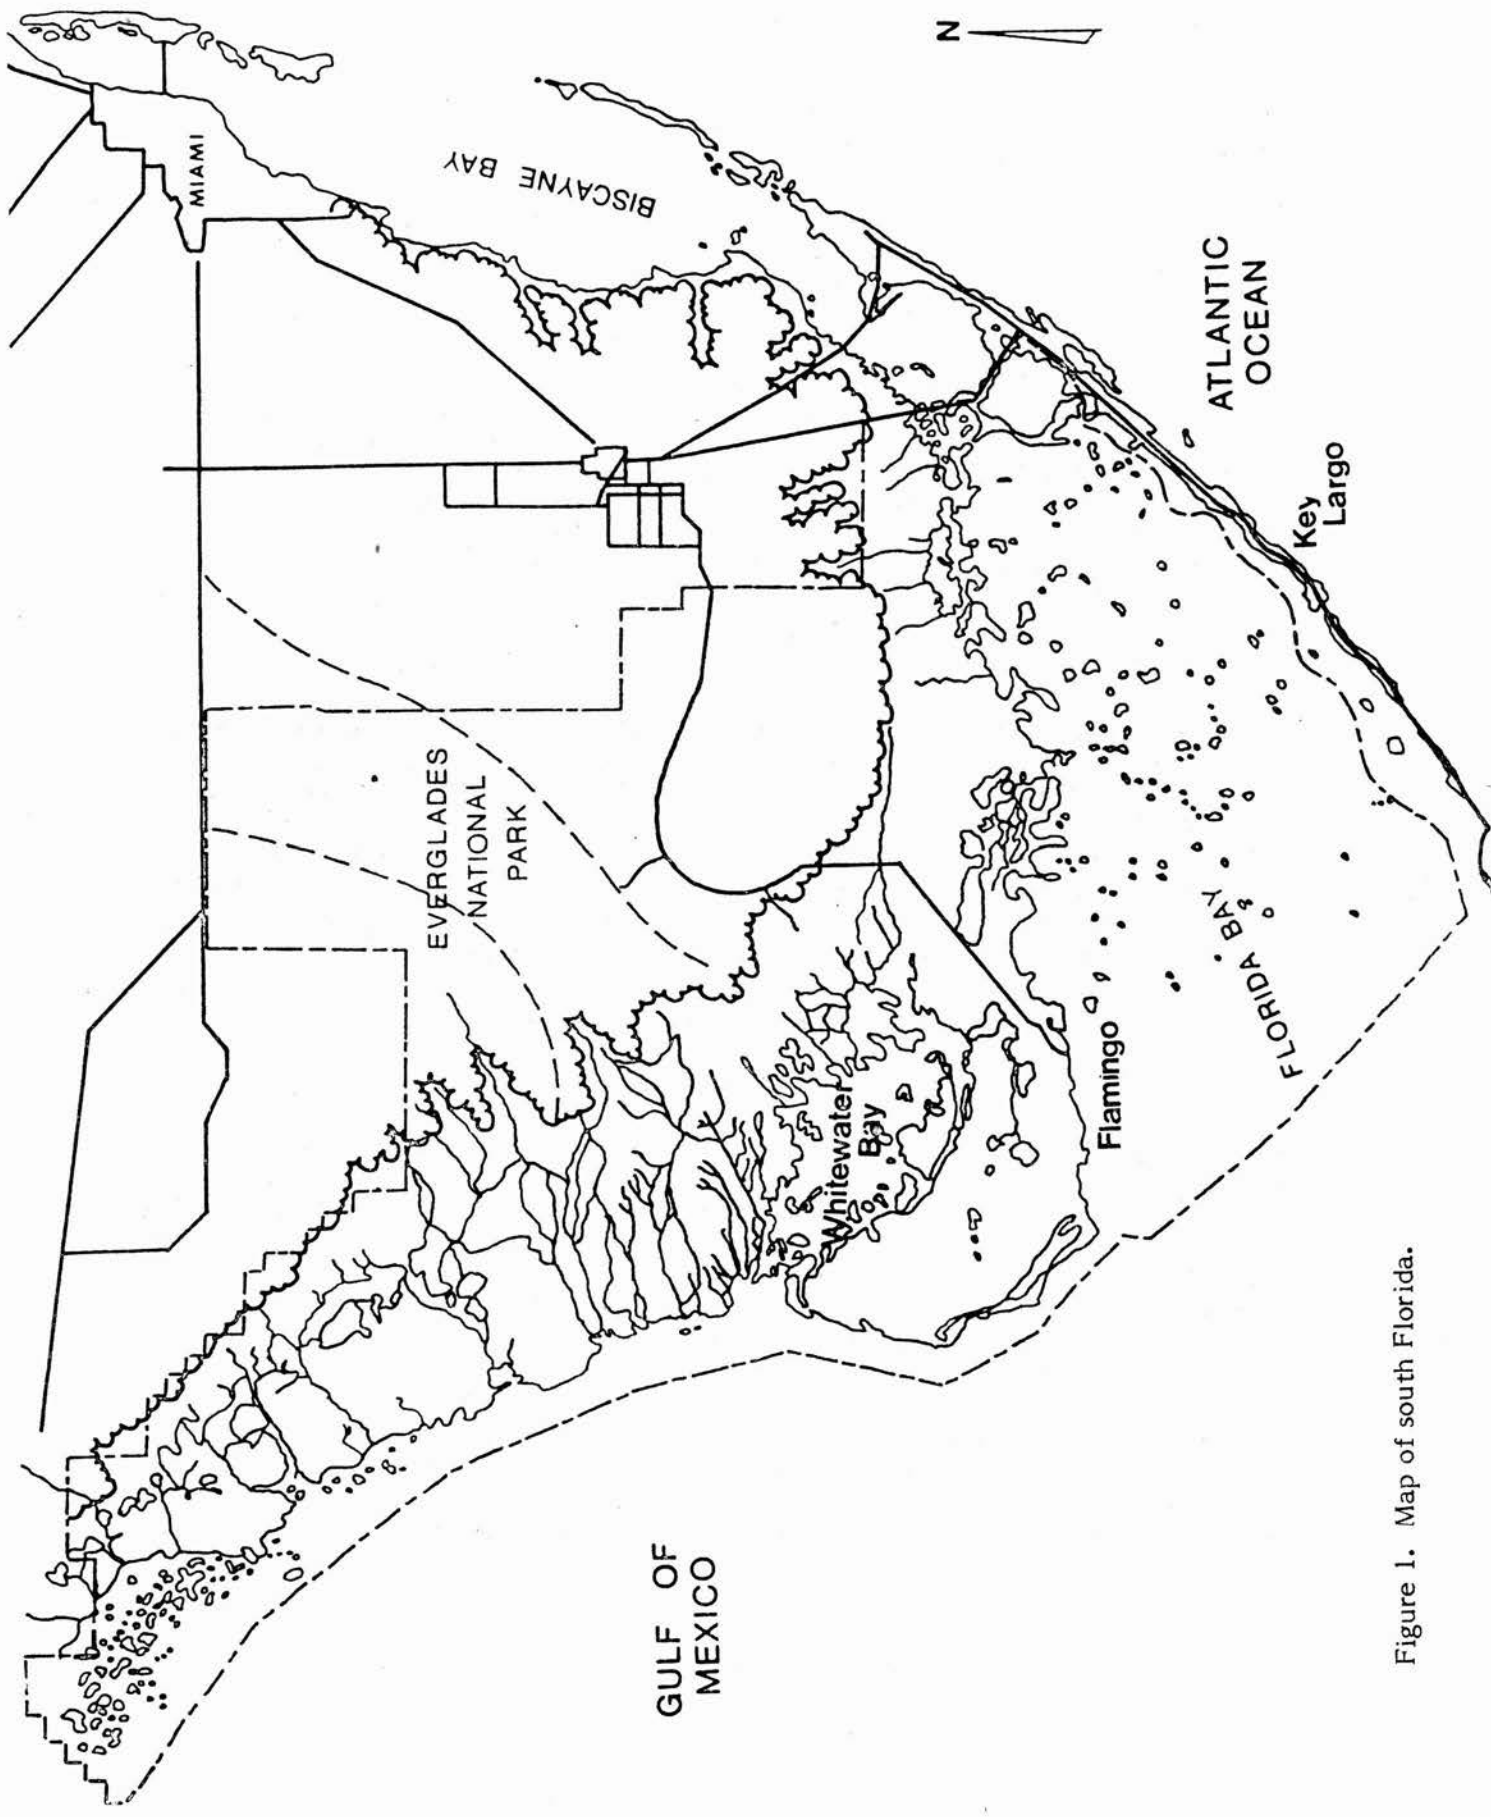 N
MIAMI
BISCAYNE BAY
EVERGLADES
NATIONAL
PARK
ATLANTIC
OCEAN
Key
Largo
Whitewater
Bay
Flamingo
FLORIDA BAY
GULF OF
MEXICO
Figure 1. Map of south Florida.